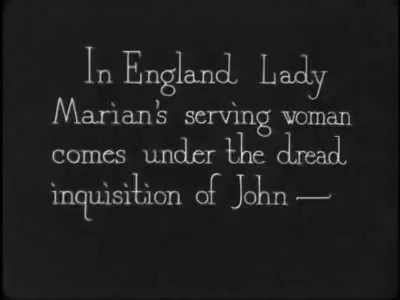 In England Lady
Marian's serving woman
comes under the dread
inquisition of John —